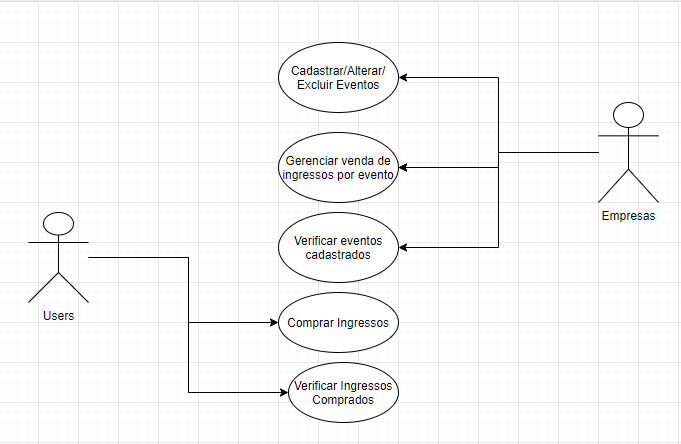 Cadastrar/Alterar/
Excluir Eventos
Gerenciar venda de
ingressos por evento
Empresas
Verificar eventos
cadastrados
Users
Comprar Ingressos
Verificar Ingressos
Comprados